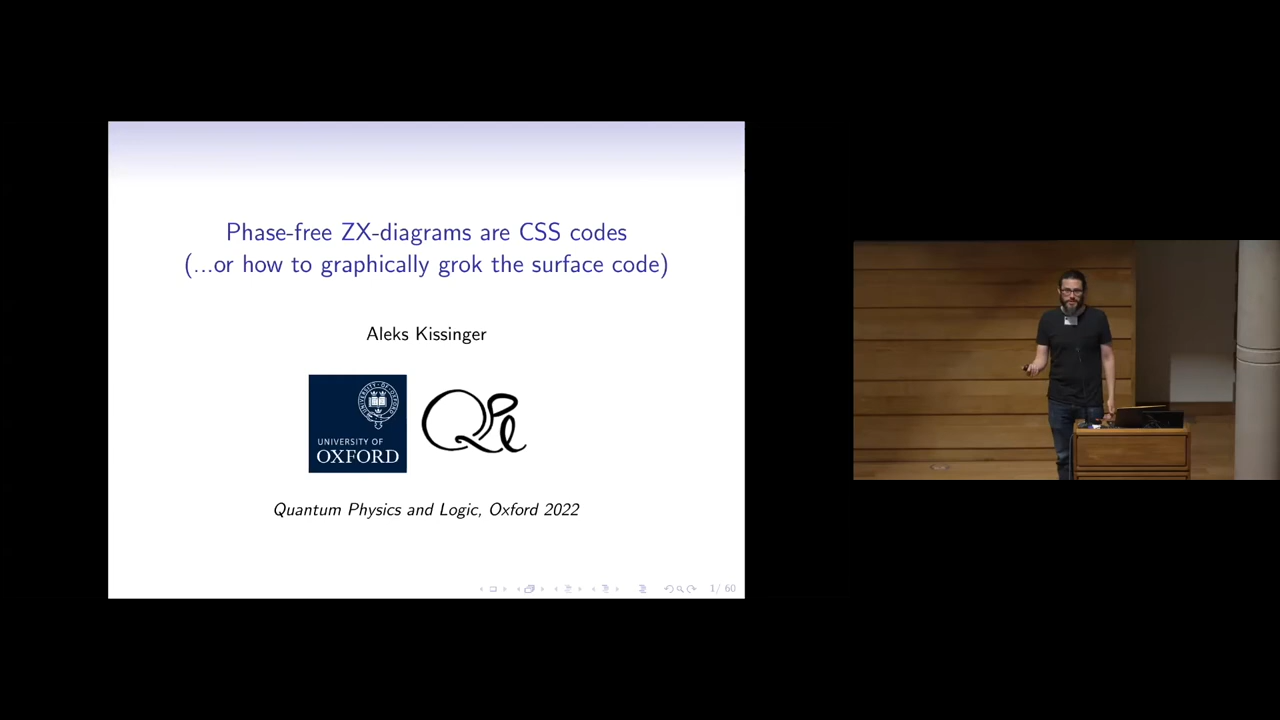 Phase-free ZX-diagrams are CSS codes
(...or how to graphically grok the surface code)
Aleks Kissinger
UNIVERSITY OF
OXFORD
QPL
Quantum Physics and Logic, Oxford 2022
1/ 60